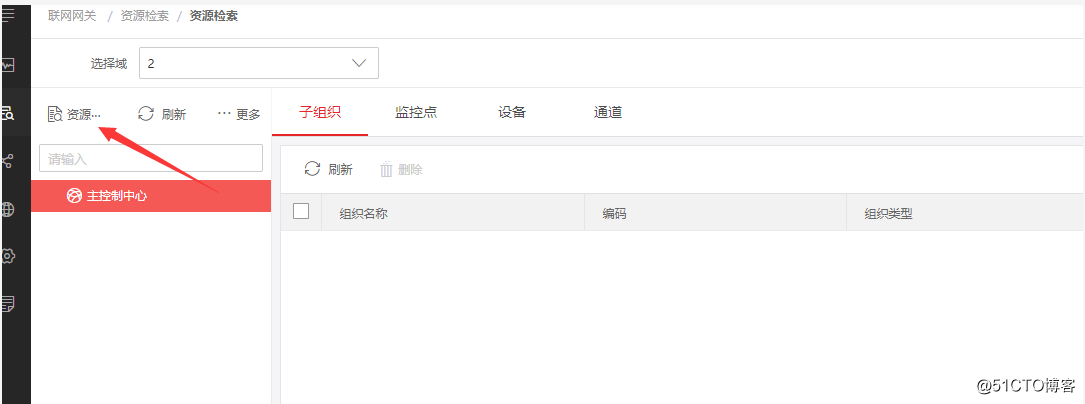 联网网关 / 资源检索 / 资源检索
选择域 2
资源... 刷新 ··· 更多
子组织 监控点 设备 通道
请输入
刷新 删除
主控制中心
组织名称 编码 组织类型
@51CTO博客